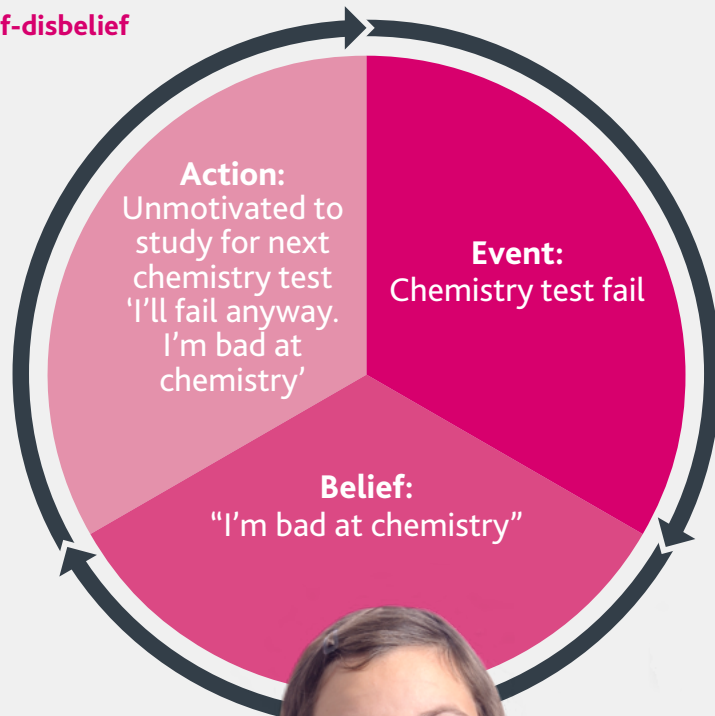 f-disbelief
Action:
Unmotivated to
study for next
chemistry test
‘I’ll fail anyway.
I’m bad at
chemistry’
Event:
Chemistry test fail
Belief:
“I’m bad at chemistry”